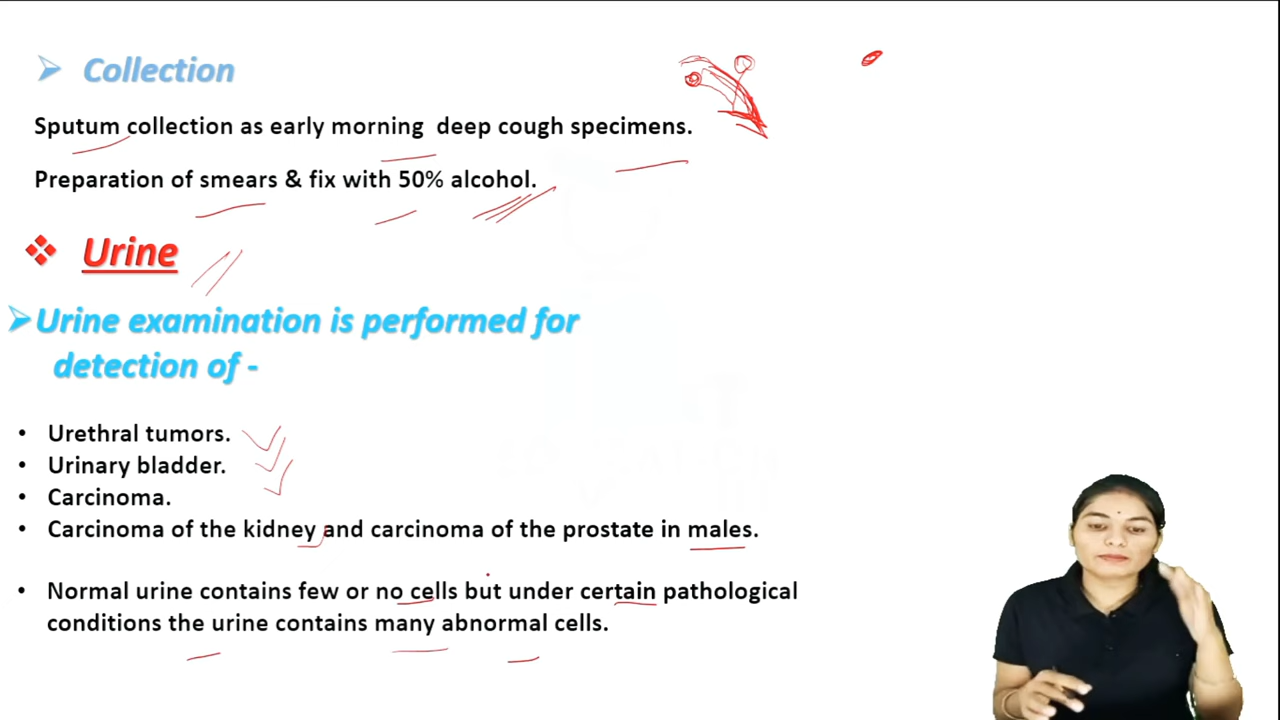 Collection
Sputum collection as early morning deep cough specimens.
Preparation of smears & fix with 50% alcohol.
Urine
Urine examination is performed for
detection of -
Urethral tumors.
Urinary bladder.
Carcinoma.
Carcinoma of the kidney and carcinoma of the prostate in males.
Normal urine contains few or no cells but under certain pathological
conditions the urine contains many abnormal cells.